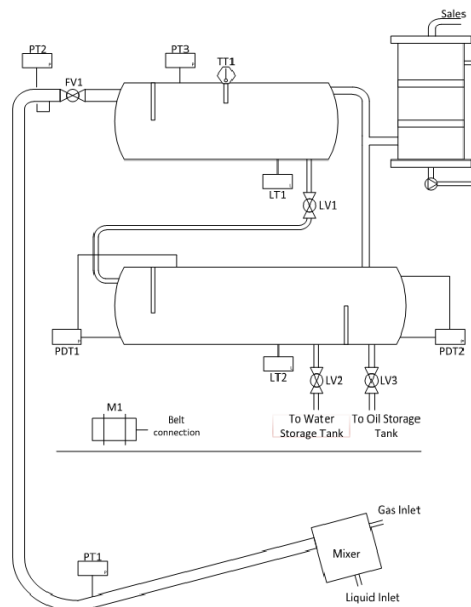 Sales
PT2
PT3
TT1
FV1
LT1
LV1
PDT1
PDT2
LT2
LV2
LV3
M1
Belt
connection
To Water
Storage Tank
To Oil Storage
Tank
Gas Inlet
PT1
Mixer
Liquid Inlet